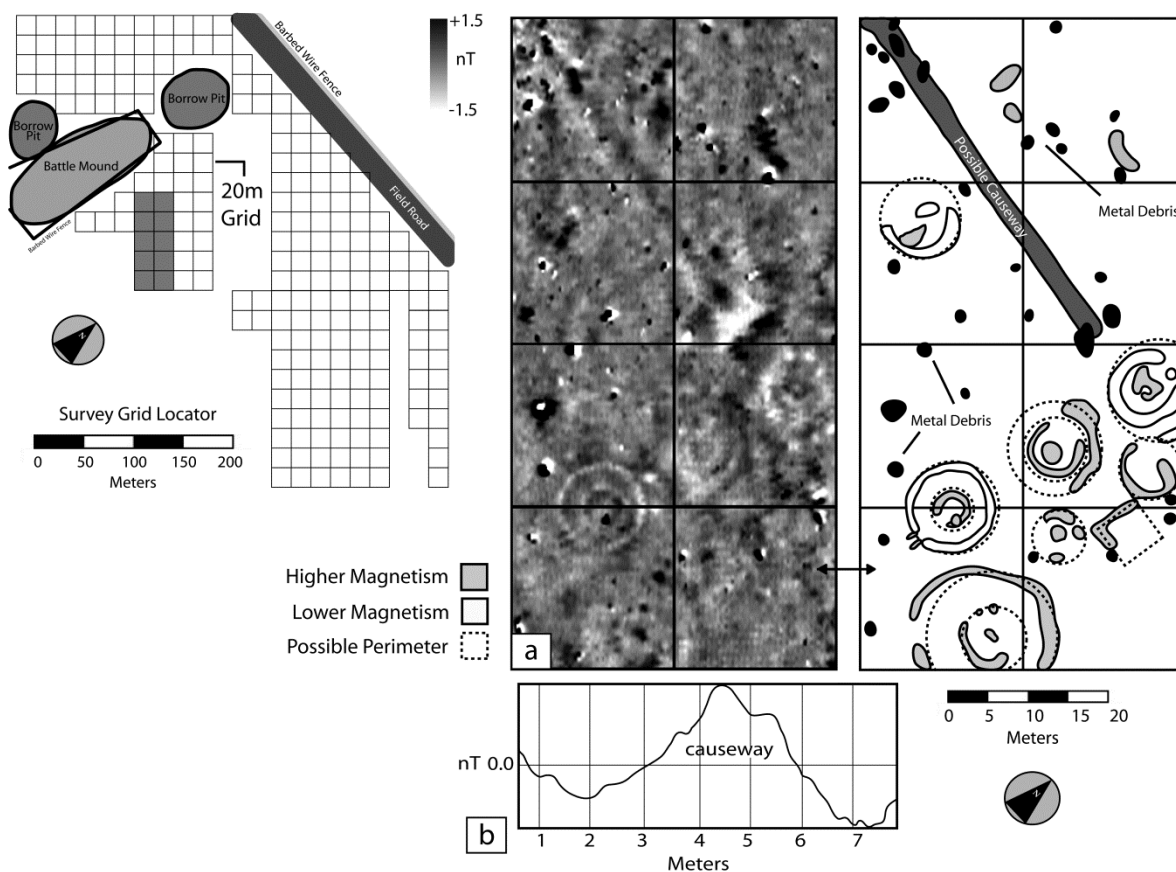 +1.5
nT
-1.5
Barbed Wire Fence
Field Road
Borrow Pit
Borrow
Pit
Battle Mound
Barbed Wire Fence
20m
Grid
N
Survey Grid Locator
0 50 100 150 200
Meters
Higher Magnetism
Lower Magnetism
Possible Perimeter
a
Possible Causeway
Metal Debris
Metal Debris
nT 0.0
causeway
b
1 2 3 4 5 6 7
Meters
0 5 10 15 20
Meters
N